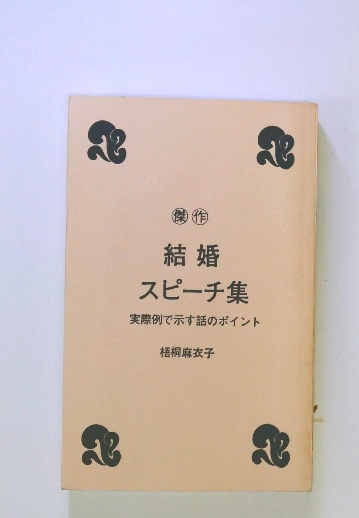 傑作
結婚
スピーチ集
実際例で示す話のポイント
梧桐麻衣子